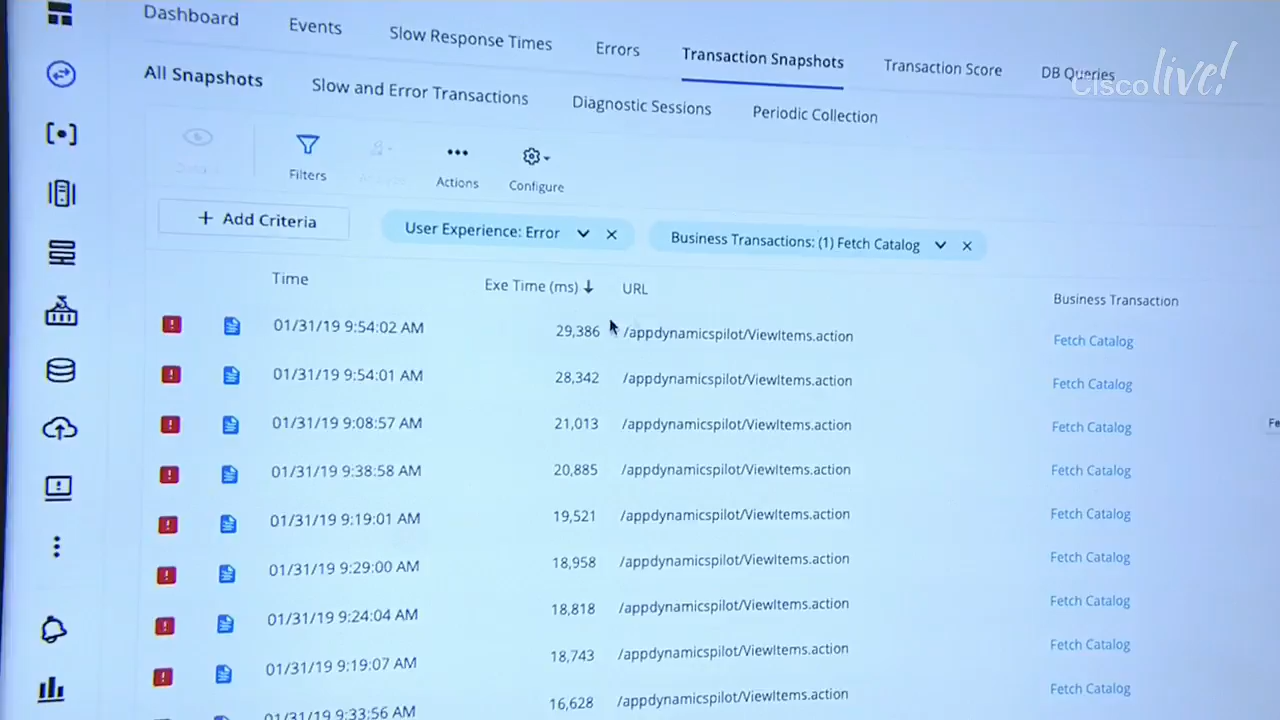 Dashboard Events Slow Response Times Errors Transaction Snapshots Transaction Score DB Queries
Cisco live!
All Snapshots Slow and Error Transactions Diagnostic Sessions Periodic Collection
Filters Actions Configure
+ Add Criteria User Experience: Error Business Transactions: (1) Fetch Catalog
Time Exe Time (ms) URL Business Transaction
01/31/19 9:54:02 AM 29,386 /appdynamicspilot/ViewItems.action Fetch Catalog
01/31/19 9:54:01 AM 28,342 /appdynamicspilot/ViewItems.action Fetch Catalog
01/31/19 9:08:57 AM 21,013 /appdynamicspilot/ViewItems.action Fetch Catalog
01/31/19 9:38:58 AM 20,885 /appdynamicspilot/ViewItems.action Fetch Catalog
01/31/19 9:19:01 AM 19,521 /appdynamicspilot/ViewItems.action Fetch Catalog
01/31/19 9:29:00 AM 18,958 /appdynamicspilot/ViewItems.action Fetch Catalog
01/31/19 9:24:04 AM 18,818 /appdynamicspilot/ViewItems.action Fetch Catalog
01/31/19 9:19:07 AM 18,743 /appdynamicspilot/ViewItems.action Fetch Catalog
01/31/19 9:33:56 AM 16,628 /appdynamicspilot/ViewItems.action Fetch Catalog